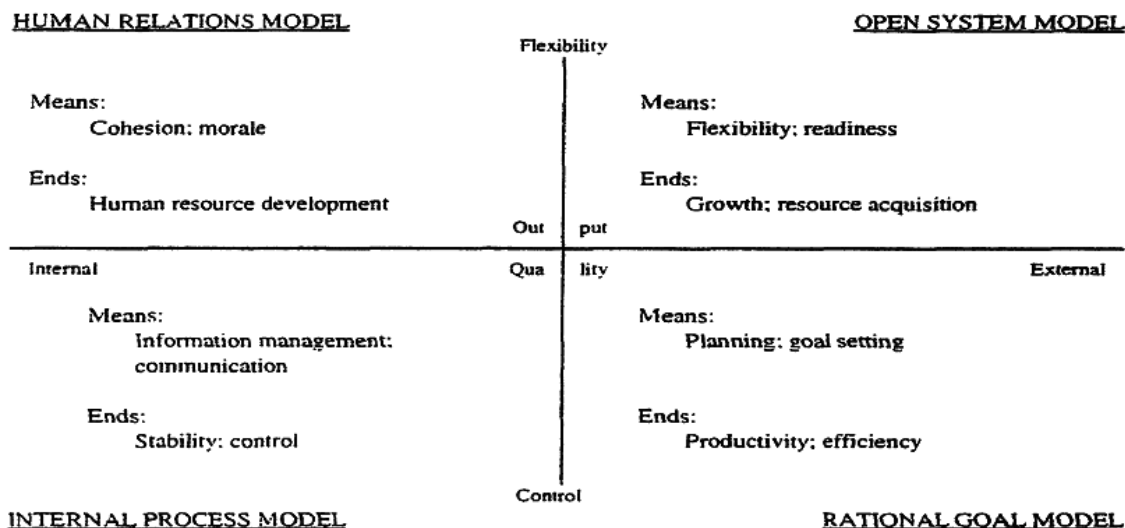 HUMAN RELATIONS MODEL
OPEN SYSTEM MODEL
Flexibility
Means:
Cohesion; morale
Ends:
Human resource development
Means:
Flexibility; readiness
Ends:
Growth; resource acquisition
Out put
Internal
Qua lity
External
Means:
Information management;
communication
Ends:
Stability; control
Means:
Planning; goal setting
Ends:
Productivity; efficiency
Control
INTERNAL PROCESS MODEL
RATIONAL GOAL MODEL